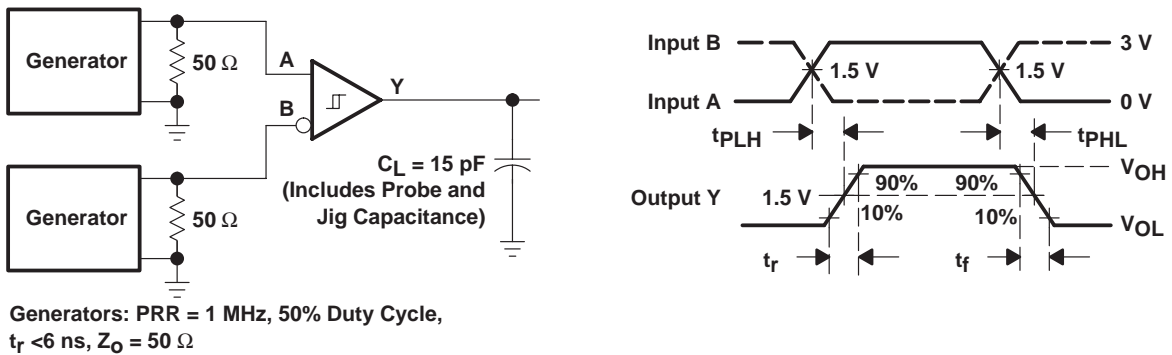 Generator
50 Ω
A
B
Y
Generator
50 Ω
C_L = 15 pF
(Includes Probe and
Jig Capacitance)
Generators: PRR = 1 MHz, 50% Duty Cycle,
t_r <6 ns, Z_O = 50 Ω
Input B
3 V
1.5 V
1.5 V
Input A
0 V
t_PLH
t_PHL
V_OH
90%
90%
Output Y
1.5 V
10%
10%
V_OL
t_r
t_f